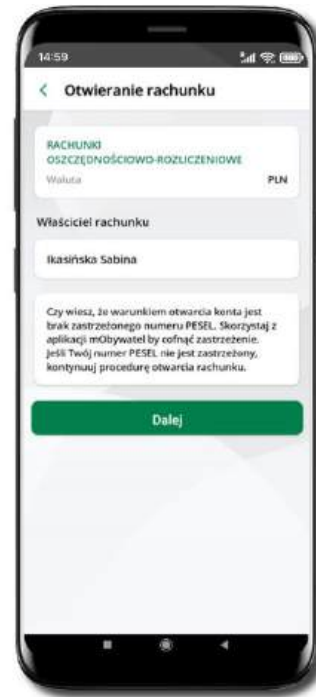 14:59
Otwieranie rachunku
RACHUNKI
OSZCZĘDNOŚCIOWO-ROZLICZENIOWE
Waluta PLN
Właściciel rachunku
Ikasińska Sabina
Czy wiesz, że warunkiem otwarcia konta jest
brak zastrzeżonego numeru PESEL. Skorzystaj z
aplikacji mObywatel by cofnąć zastrzeżenie.
Jeśli Twój numer PESEL nie jest zastrzeżony,
kontynuuj procedurę otwarcia rachunku.
Dalej